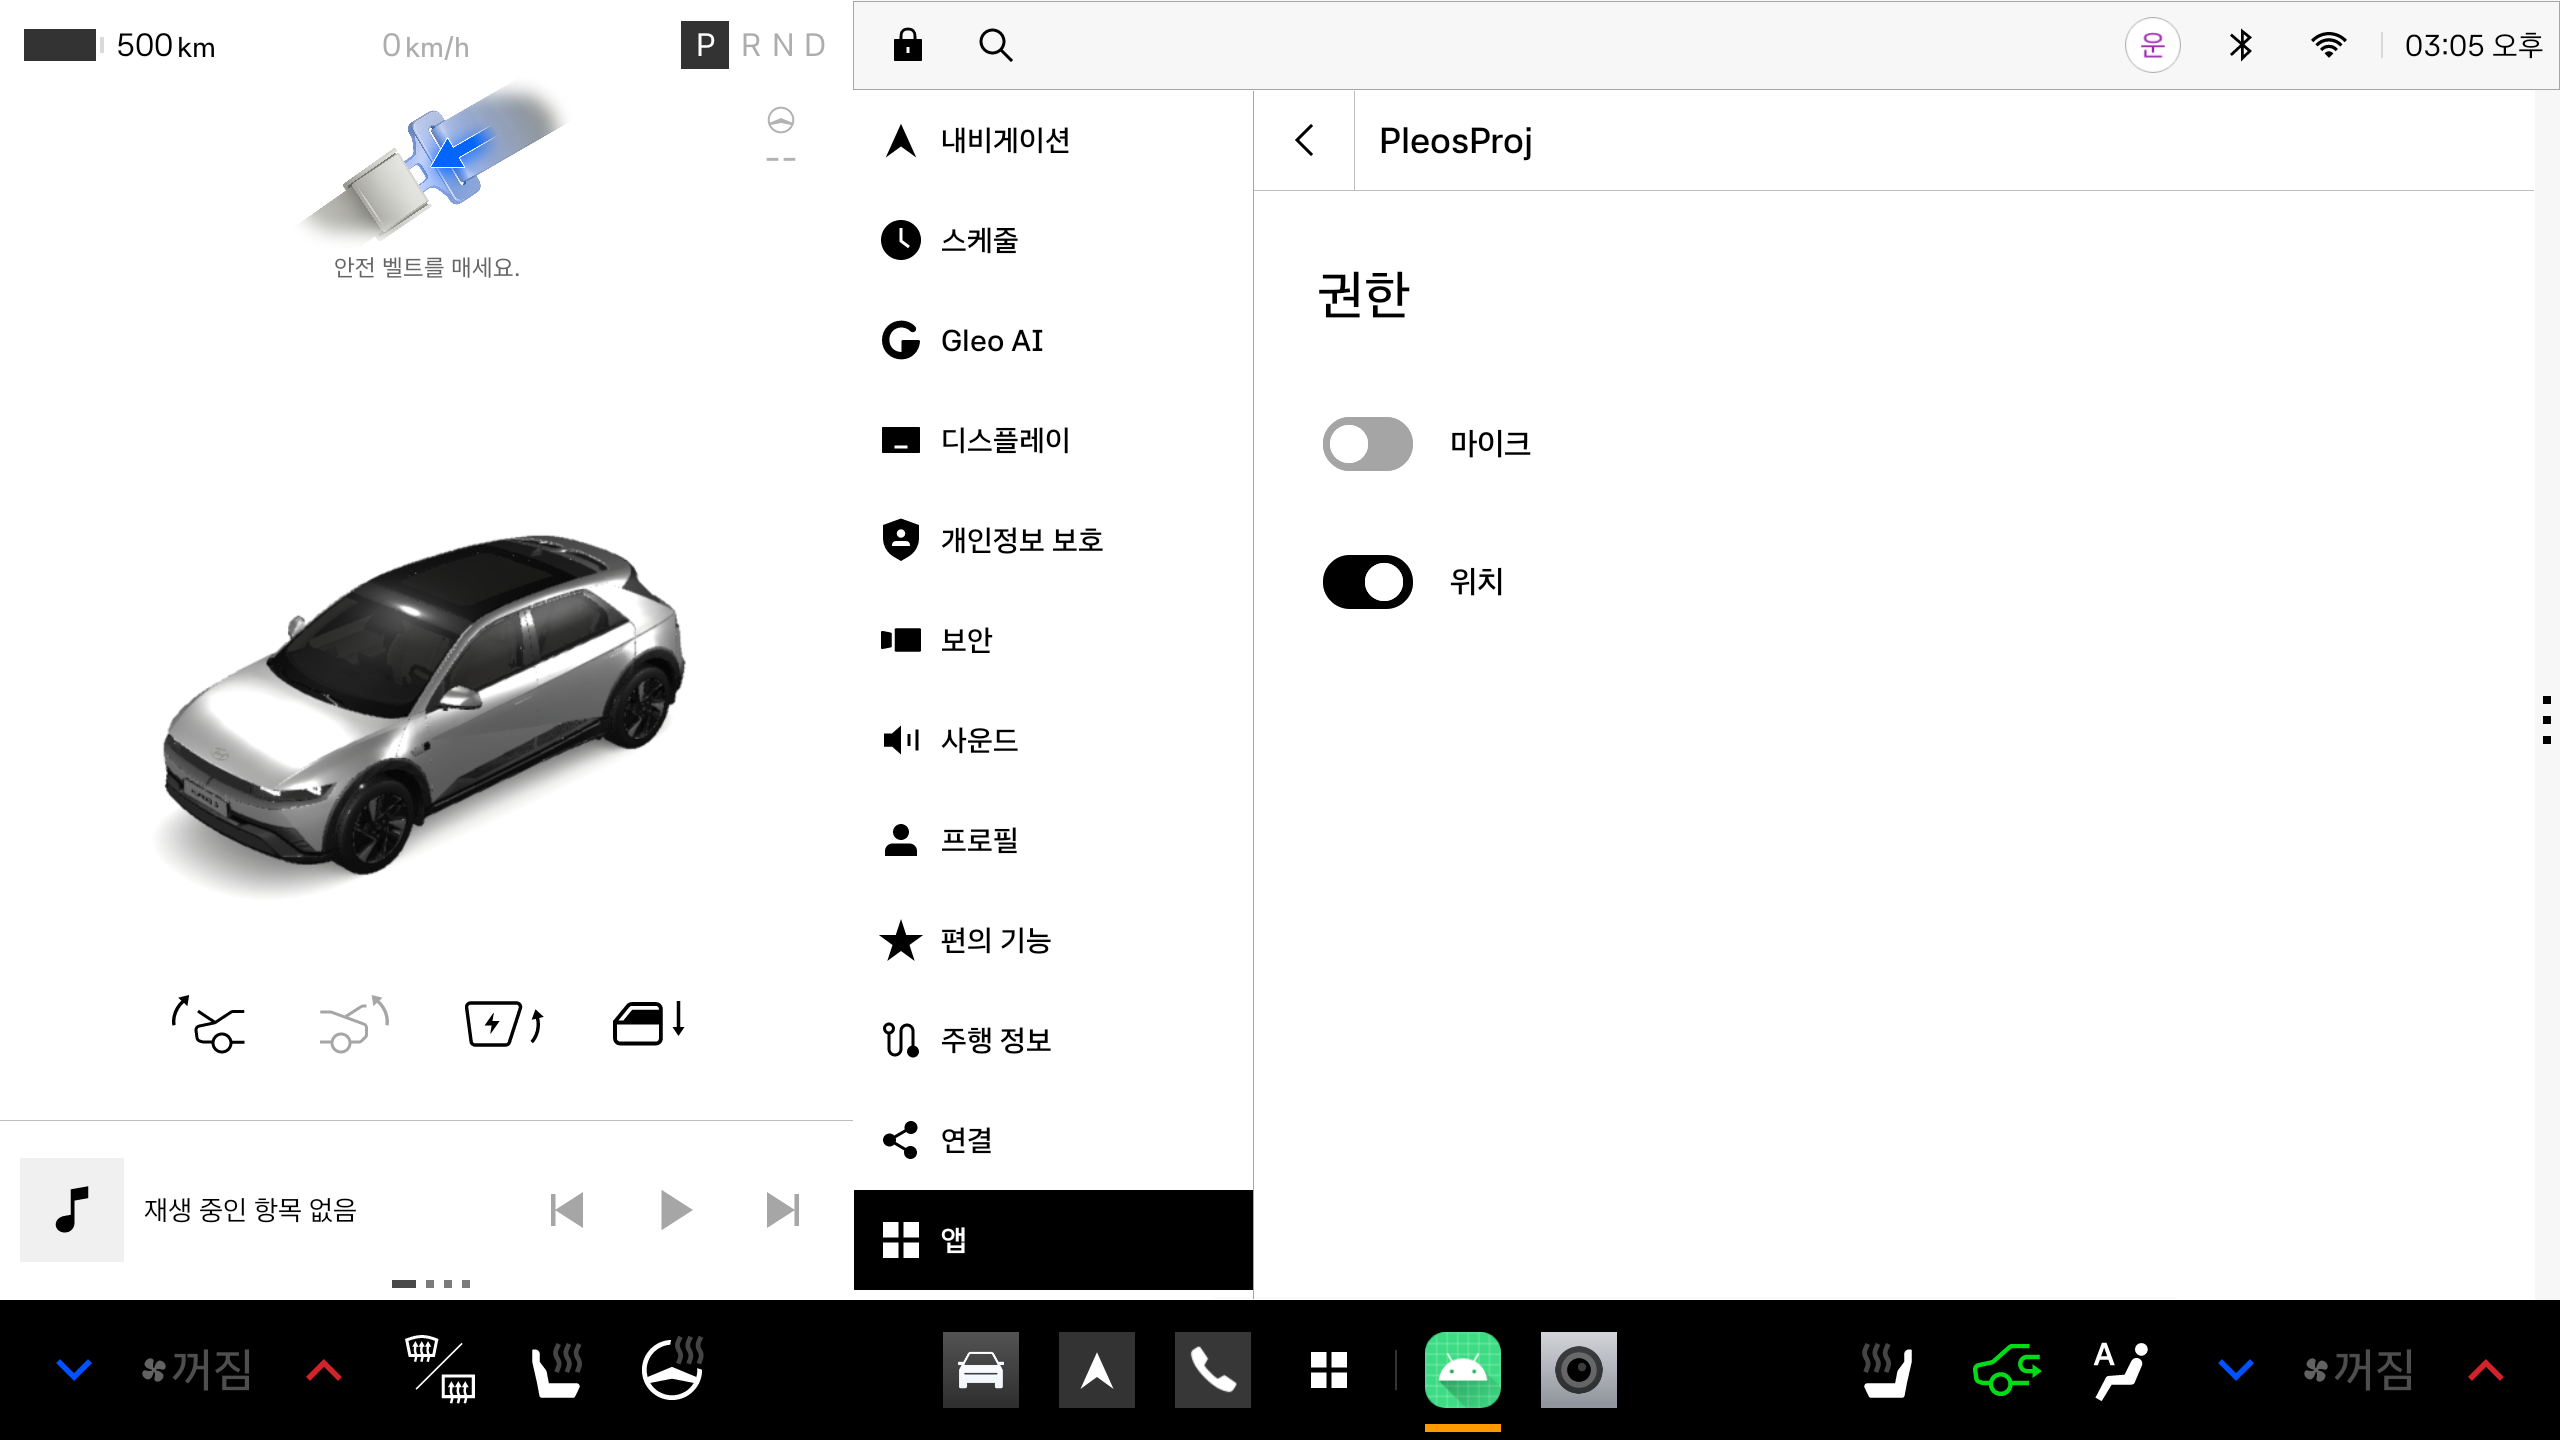 500 km
0 km/h
P R N D
안전 벨트를 매세요.
재생 중인 항목 없음
운
03:05 오후
내비게이션
스케줄
Gleo AI
디스플레이
개인정보 보호
보안
사운드
프로필
편의 기능
주행 정보
연결
앱
PleosProj
권한
마이크
위치
꺼짐
A
꺼짐